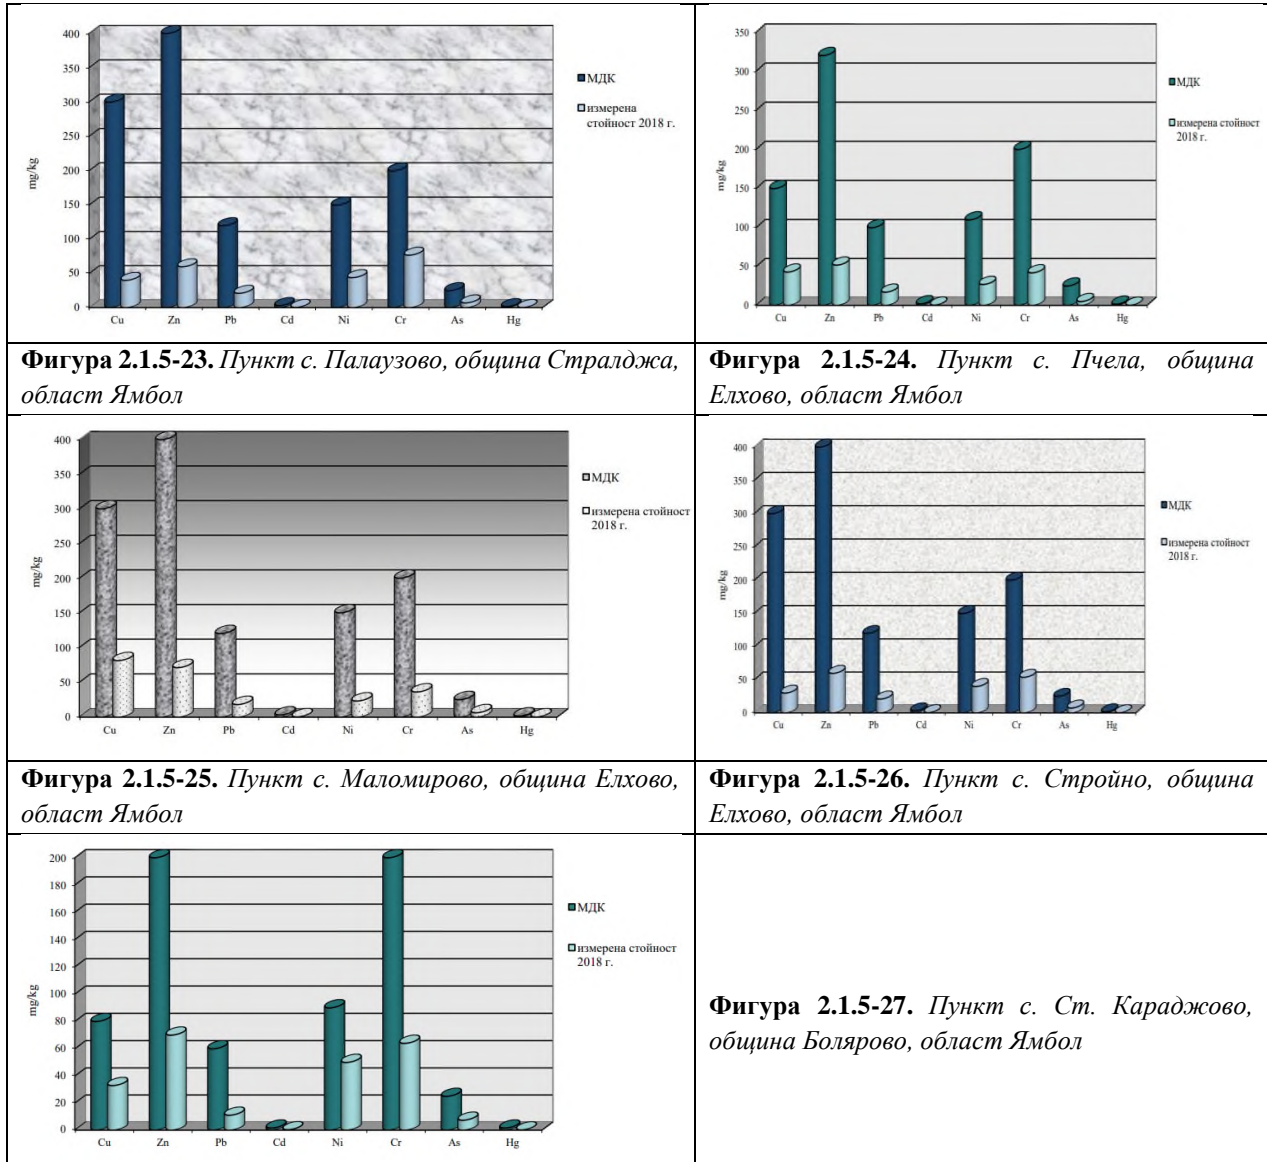 400
350
300
250
200
150
100
50
0
mg/kg
Cu Zn Pb Cd Ni Cr As Hg
МДК
измерена
стойност 2018 г.
350
300
250
200
150
100
50
0
mg/kg
Cu Zn Pb Cd Ni Cr As Hg
МДК
измерена стойност
2018 г.
Фигура 2.1.5-23. Пункт с. Палаузово, община Стралджа,
област Ямбол
Фигура 2.1.5-24. Пункт с. Пчела, община
Елхово, област Ямбол
400
350
300
250
200
150
100
50
0
mg/kg
Cu Zn Pb Cd Ni Cr As Hg
МДК
измерена стойност
2018 г.
400
350
300
250
200
150
100
50
0
mg/kg
Cu Zn Pb Cd Ni Cr As Hg
МДК
измерена стойност
2018 г.
Фигура 2.1.5-25. Пункт с. Маломирово, община Елхово,
област Ямбол
Фигура 2.1.5-26. Пункт с. Стройно, община
Елхово, област Ямбол
200
180
160
140
120
100
80
60
40
20
0
mg/kg
Cu Zn Pb Cd Ni Cr As Hg
МДК
измерена стойност
2018 г.
Фигура 2.1.5-27. Пункт с. Ст. Караджово,
община Болярово, област Ямбол